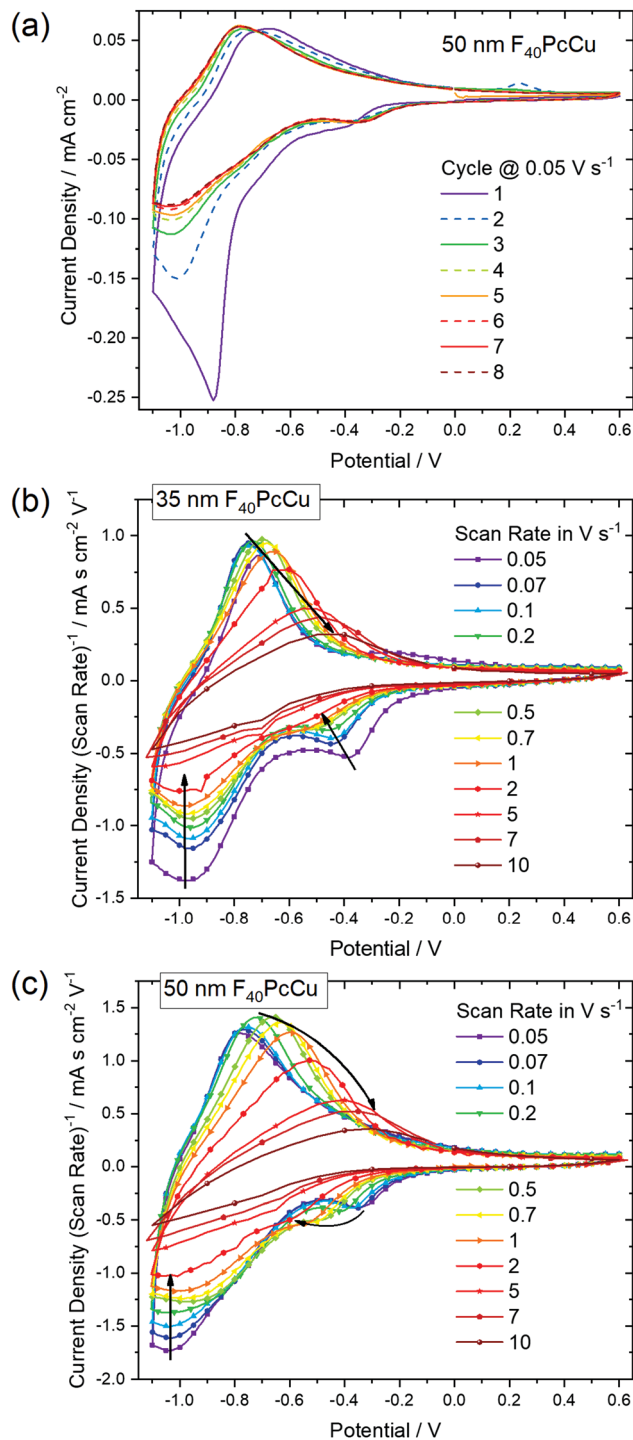 (a)
50 nm F₄₀PcCu
Cycle @ 0.05 V s⁻¹
1
2
3
4
5
6
7
8
0.05
0.00
-0.05
-0.10
-0.15
-0.20
-0.25
Current Density / mA cm⁻²
-1.0 -0.8 -0.6 -0.4 -0.2 0.0 0.2 0.4 0.6
Potential / V
(b)
35 nm F₄₀PcCu
Scan Rate in V s⁻¹
0.05
0.07
0.1
0.2
0.5
0.7
1
2
5
7
10
1.0
0.5
0.0
-0.5
-1.0
-1.5
Current Density (Scan Rate)⁻¹ / mA s cm⁻² V⁻¹
-1.0 -0.8 -0.6 -0.4 -0.2 0.0 0.2 0.4 0.6
Potential / V
(c)
50 nm F₄₀PcCu
Scan Rate in V s⁻¹
0.05
0.07
0.1
0.2
0.5
0.7
1
2
5
7
10
1.5
1.0
0.5
0.0
-0.5
-1.0
-1.5
-2.0
Current Density (Scan Rate)⁻¹ / mA s cm⁻² V⁻¹
-1.0 -0.8 -0.6 -0.4 -0.2 0.0 0.2 0.4 0.6
Potential / V